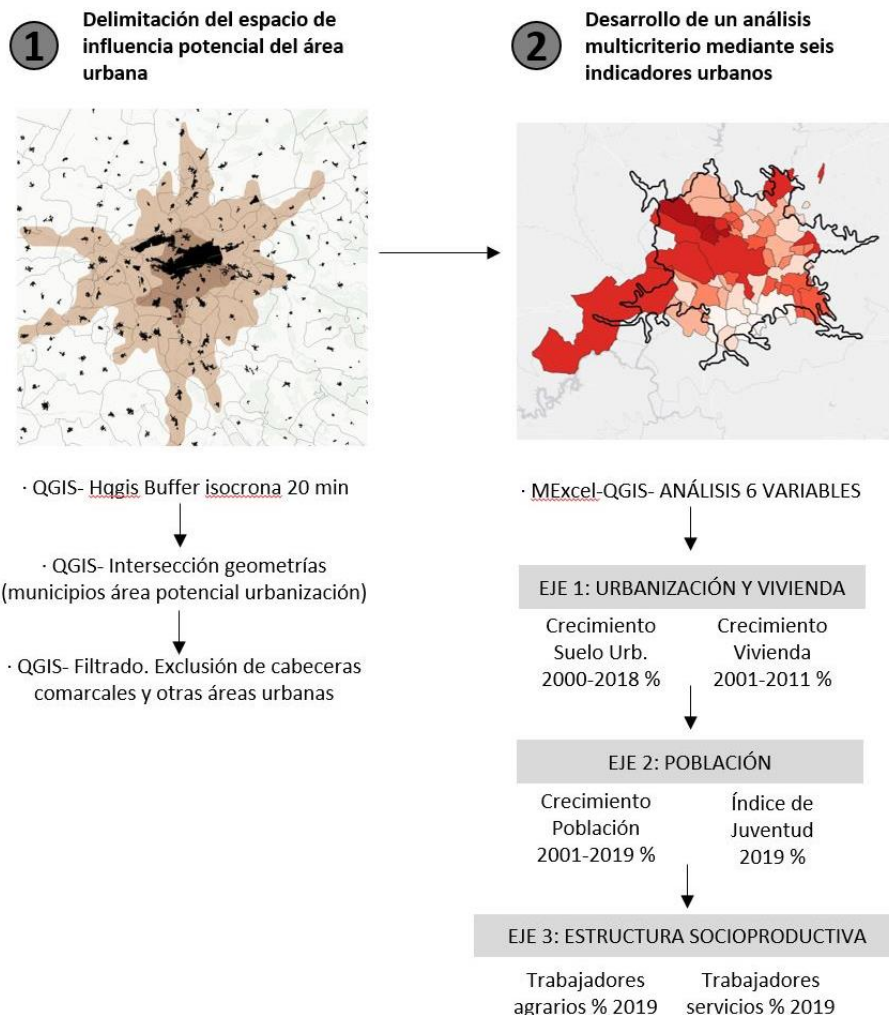 1
Delimitación del espacio de
influencia potencial del área
urbana
2
Desarrollo de un análisis
multicriterio mediante seis
indicadores urbanos
· QGIS- Hqgis Buffer isocrona 20 min
· QGIS- Intersección geometrías
(municipios área potencial urbanización)
· QGIS- Filtrado. Exclusión de cabeceras
comarcales y otras áreas urbanas
· MExcel-QGIS- ANÁLISIS 6 VARIABLES
EJE 1: URBANIZACIÓN Y VIVIENDA
Crecimiento
Suelo Urb.
2000-2018 %
Crecimiento
Vivienda
2001-2011 %
EJE 2: POBLACIÓN
Crecimiento
Población
2001-2019 %
Índice de
Juventud
2019 %
EJE 3: ESTRUCTURA SOCIOPRODUCTIVA
Trabajadores
agrarios % 2019
Trabajadores
servicios % 2019